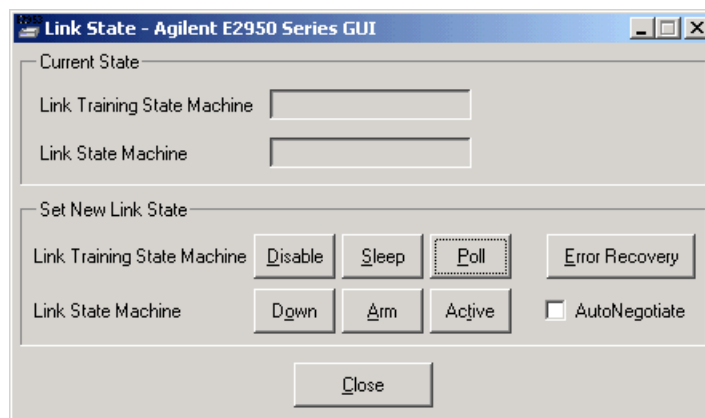 Link State - Agilent E2950 Series GUI
Current State
Link Training State Machine
Link State Machine
Set New Link State
Link Training State Machine Disable Sleep Poll Error Recovery
Link State Machine Down Arm Active AutoNegotiate
Close